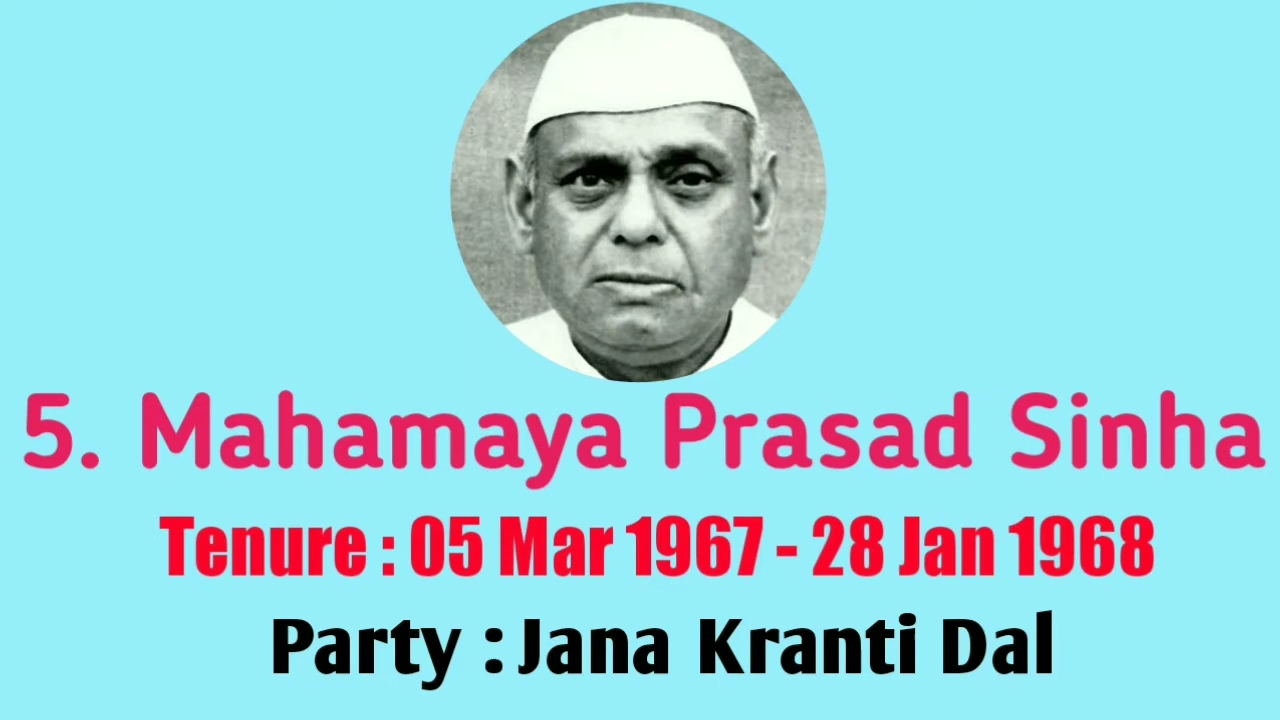 5. Mahamaya Prasad Sinha
Tenure : 05 Mar 1967 - 28 Jan 1968
Party : Jana Kranti Dal